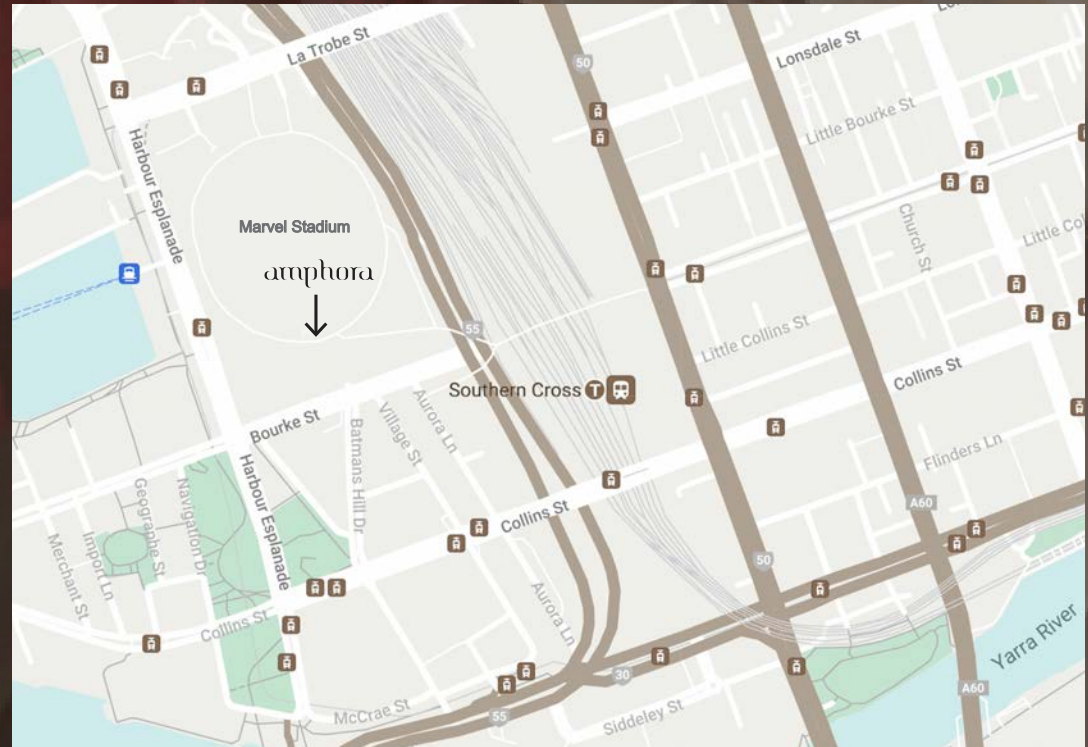 La Trobe St
50
Lonsdale St
Little Bourke St
Harbour Esplanade
Marvel Stadium
amphora
Church St
Little Co
55
Little Collins St
Southern Cross T
Collins St
Bourke St
Batmans Hill Dr
Village St
Aurora Ln
Flinders Ln
Harbour Esplanade
Geographe St
Navigation Dr
Import Ln
Merchant St
Collins St
A60
50
Aurora Ln
Collins St
Yarra River
30
A60
McCrae St
55
Siddeley St